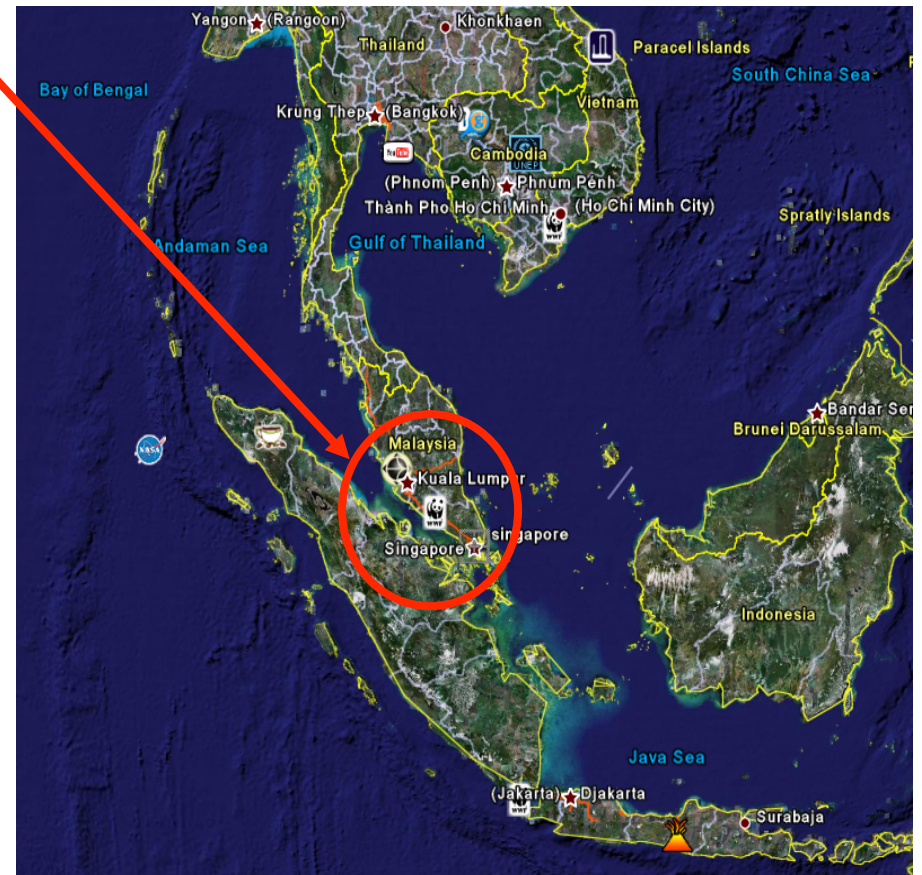 Yangon (Rangoon)
Khonkhaen
Thailand
Paracel Islands
South China Sea
Bay of Bengal
Vietnam
Krung Thep (Bangkok)
Cambodia
UNEP
(Phnom Penh) Phnum Pénh
Thành Pho Ho Chi Minh (Ho Chi Minh City)
WWF
Spratly Islands
Andaman Sea
Gulf of Thailand
Bandar Ser
Brunei Darussalam
NASA
Malaysia
Kuala Lumpur
WWF
singapore
Singapore
Indonesia
Java Sea
(Jakarta) Djakarta
WWF
Surabaja